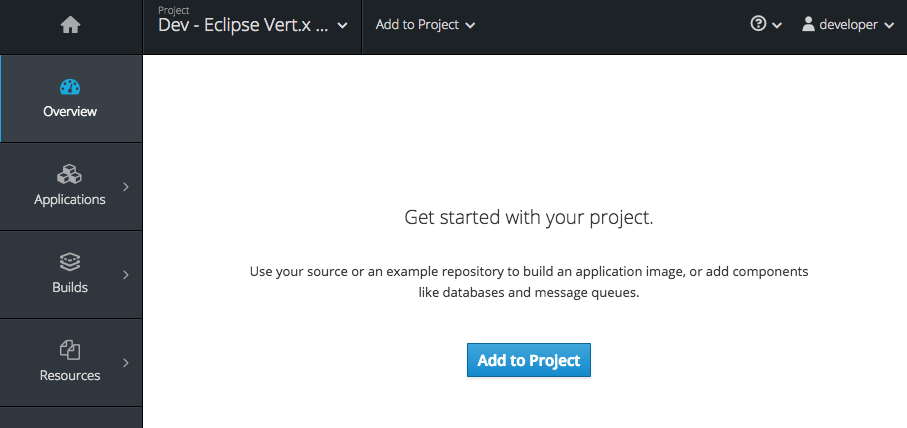 Project
Dev - Eclipse Vert.x ...
Add to Project
developer
Overview
Applications
Builds
Resources
Get started with your project.
Use your source or an example repository to build an application image, or add components
like databases and message queues.
Add to Project